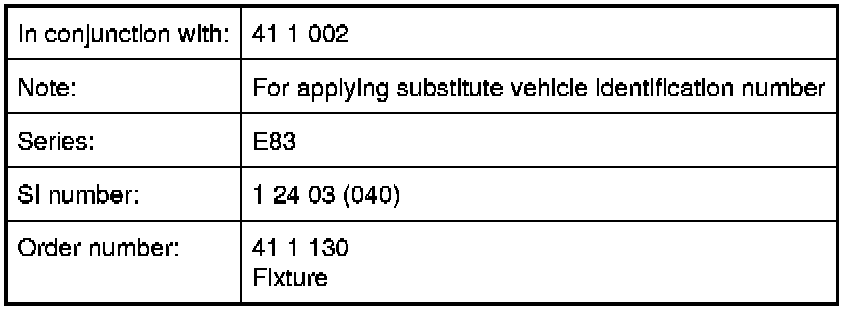 In conjunction with: 41 1 002
Note: For applying substitute vehicle identification number
Series: E83
SI number: 1 24 03 (040)
Order number: 41 1 130
Fixture